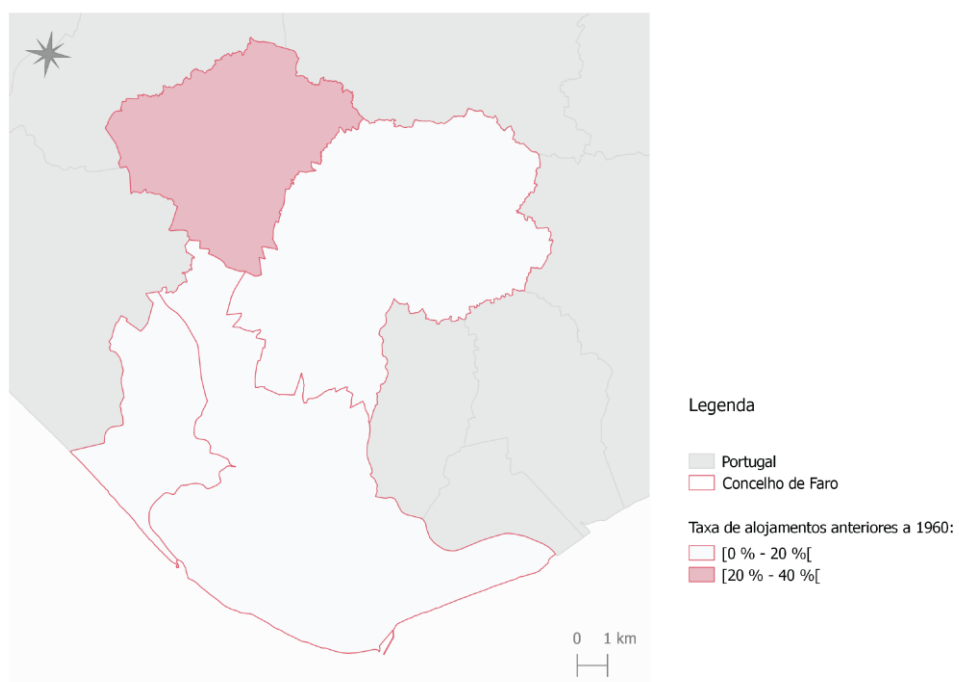 Legenda
Portugal
Concelho de Faro
Taxa de alojamentos anteriores a 1960:
[0 % - 20 %[
[20 % - 40 %[
0 1 km